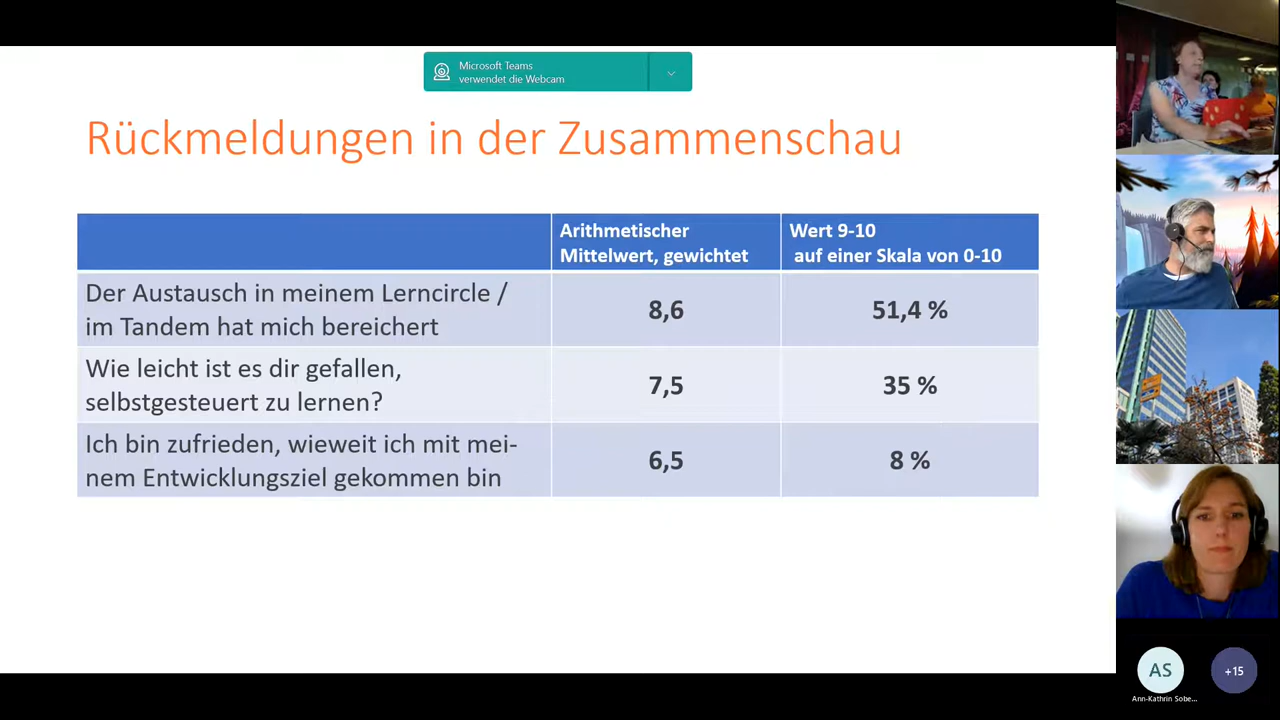 Microsoft Teams
verwendet die Webcam
Rückmeldungen in der Zusammenschau
Arithmetischer
Mittelwert, gewichtet
Wert 9-10
auf einer Skala von 0-10
Der Austausch in meinem Lerncircle /
im Tandem hat mich bereichert
8,6
51,4 %
Wie leicht ist es dir gefallen,
selbstgesteuert zu lernen?
7,5
35 %
Ich bin zufrieden, wieweit ich mit mei-
nem Entwicklungsziel gekommen bin
6,5
8 %
AS
+15
Ann-Kathrin Sobe...